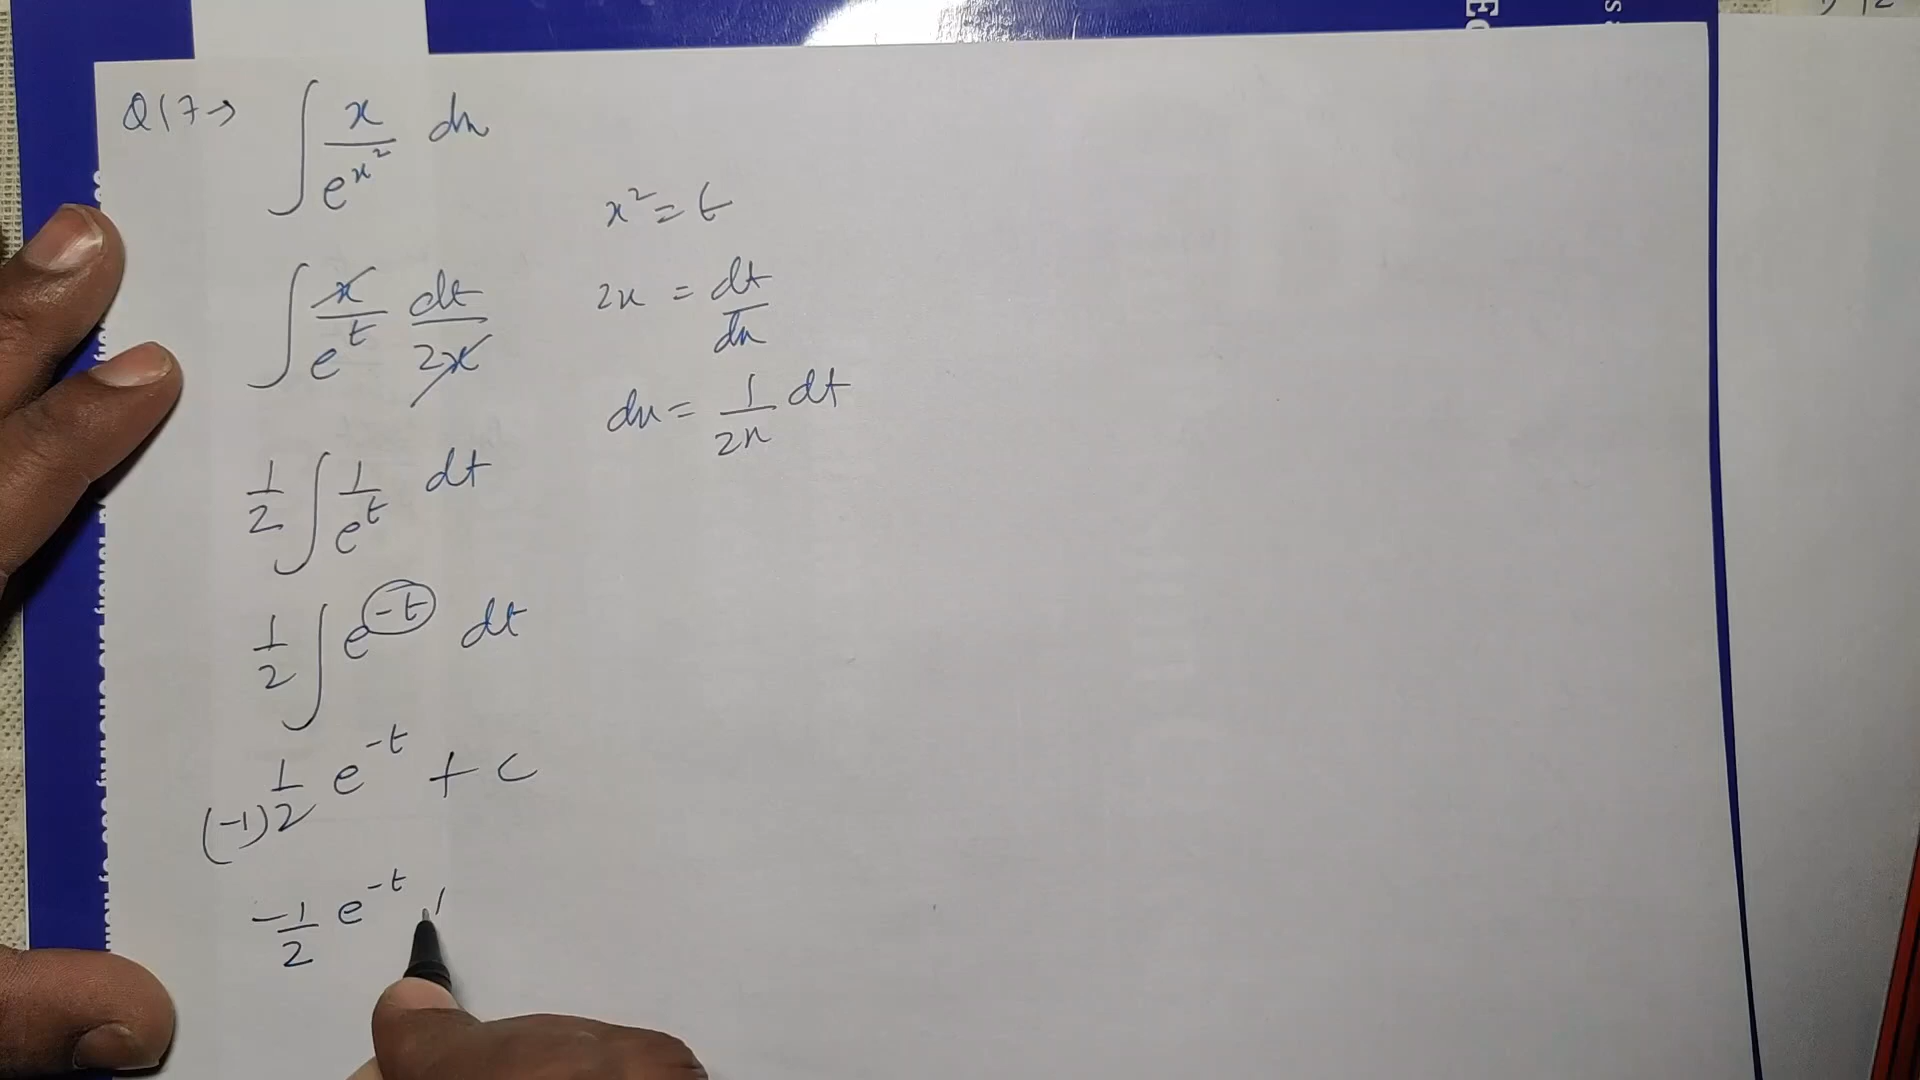 Q17→ ∫ x/e^x² dx
x² = t
∫ x/e^t dt/2x
2x = dt/dx
dx = 1/2x dt
1/2 ∫ 1/e^t dt
1/2 ∫ e^-t dt
1/(-1)2 e^-t + c
-1/2 e^-t